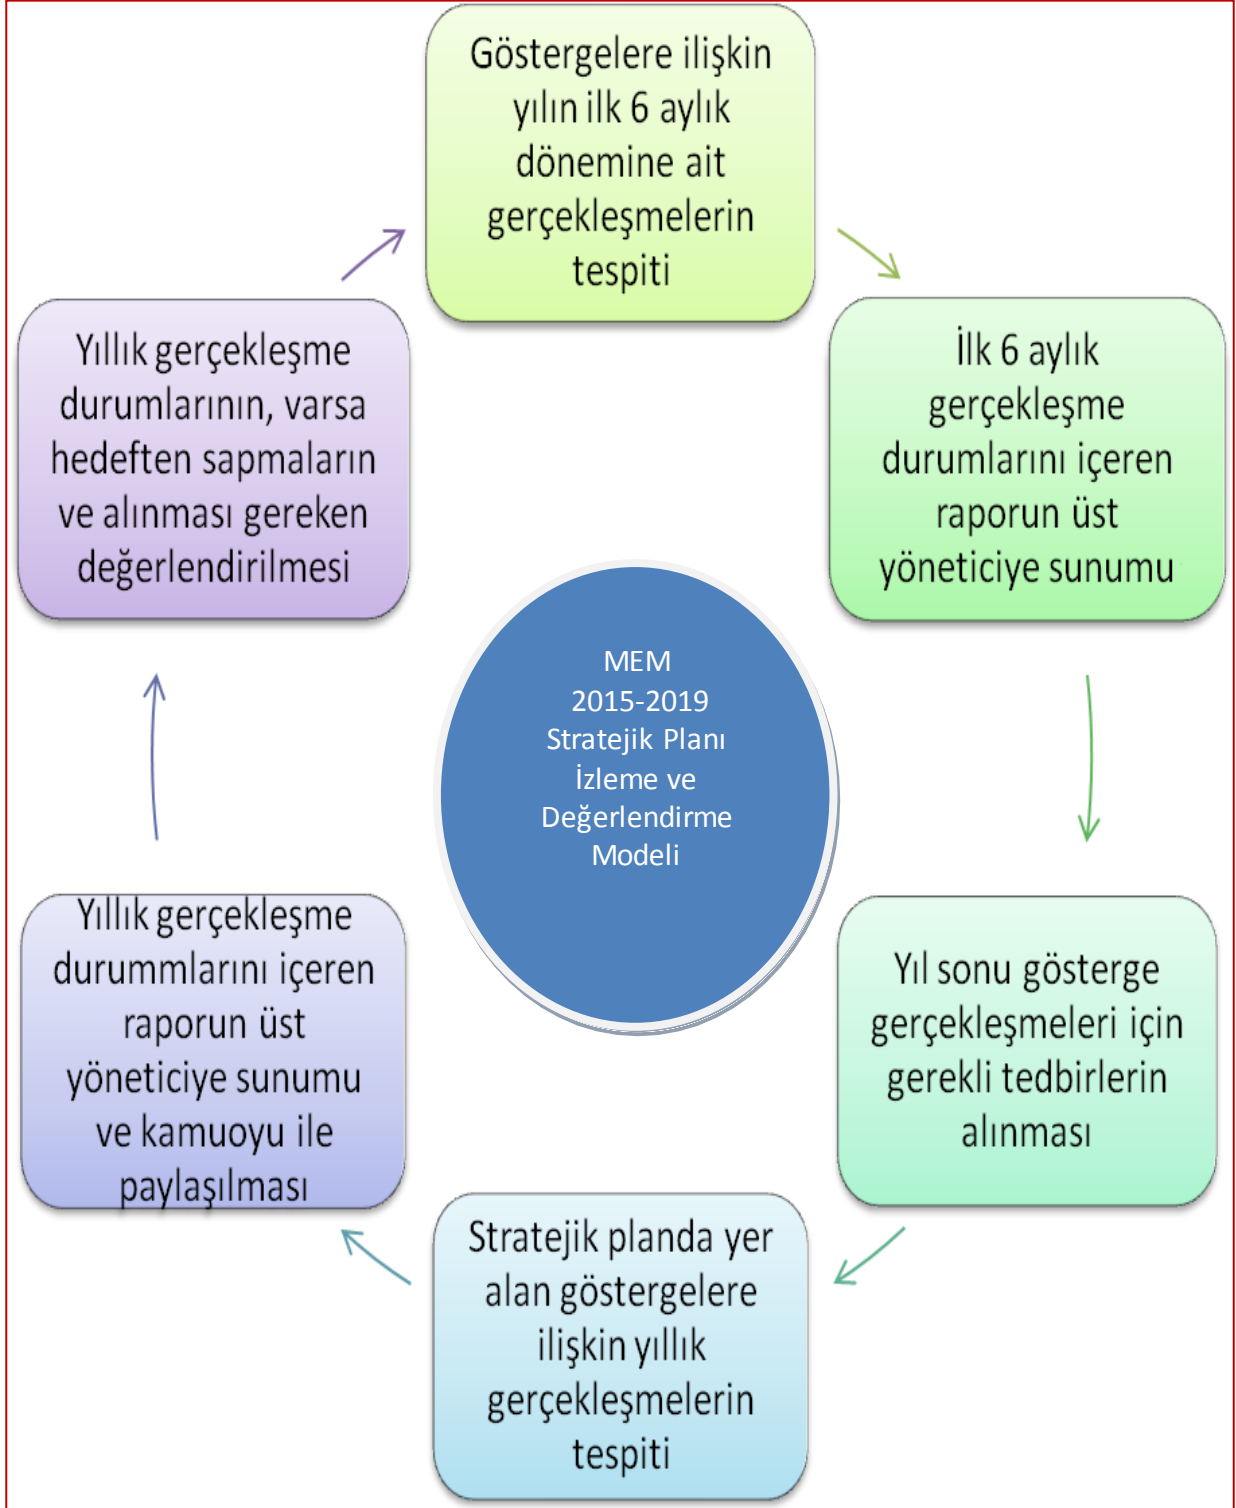 Göstergelere ilişkin
yılın ilk 6 aylık
dönemine ait
gerçekleşmelerin
tespiti
İlk 6 aylık
gerçekleşme
durumlarını içeren
raporun üst
yöneticiye sunumu
Yıl sonu gösterge
gerçekleşmeleri için
gerekli tedbirlerin
alınması
Stratejik planda yer
alan göstergelere
ilişkin yıllık
gerçekleşmelerin
tespiti
Yıllık gerçekleşme
durummlarını içeren
raporun üst
yöneticiye sunumu
ve kamuoyu ile
paylaşılması
Yıllık gerçekleşme
durumlarının, varsa
hedeften sapmaların
ve alınması gereken
değerlendirilmesi
MEM
2015-2019
Stratejik Planı
İzleme ve
Değerlendirme
Modeli